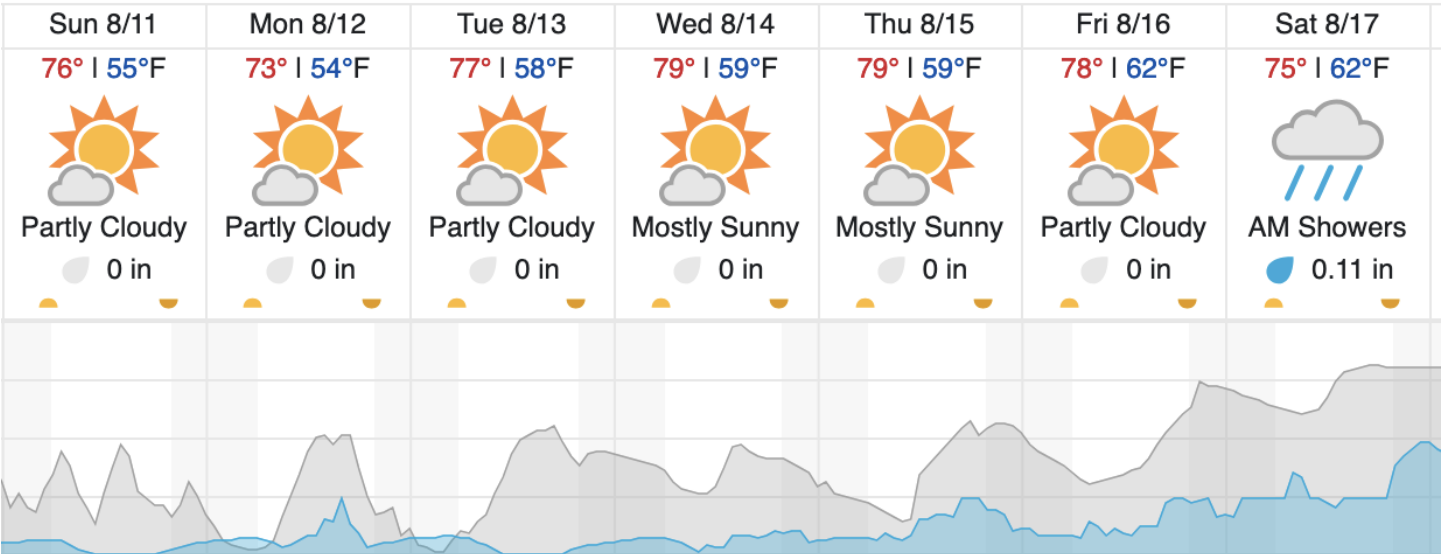 Sun 8/11 Mon 8/12 Tue 8/13 Wed 8/14 Thu 8/15 Fri 8/16 Sat 8/17
76° | 55°F 73° | 54°F 77° | 58°F 79° | 59°F 79° | 59°F 78° | 62°F 75° | 62°F
Partly Cloudy Partly Cloudy Partly Cloudy Mostly Sunny Mostly Sunny Partly Cloudy AM Showers
0 in 0 in 0 in 0 in 0 in 0 in 0.11 in